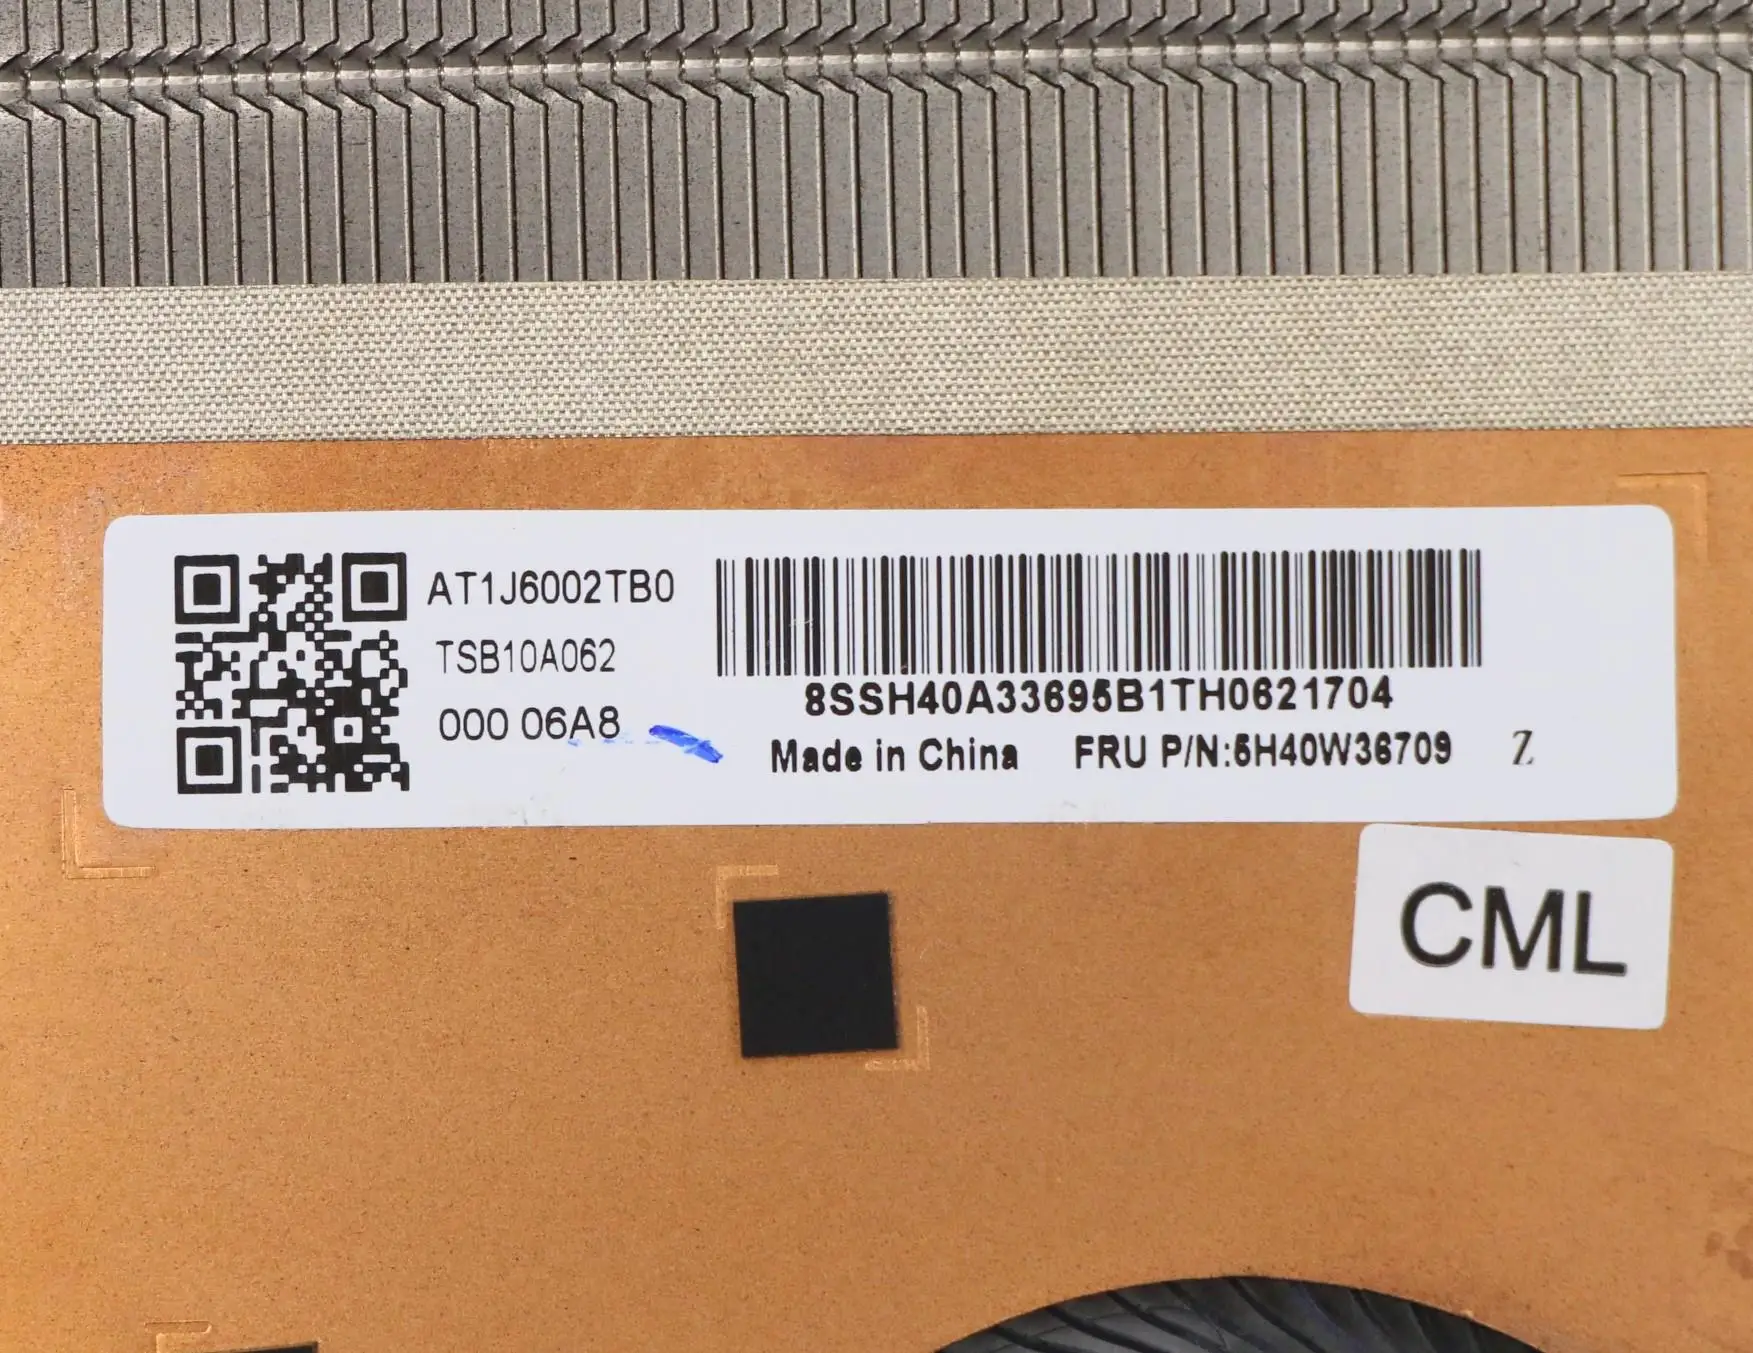 AT1J6002TB0
TSB10A062
000 06A8
8SSH40A33695B1TH0621704
Made in China FRU P/N:5H40W36709 Z
CML